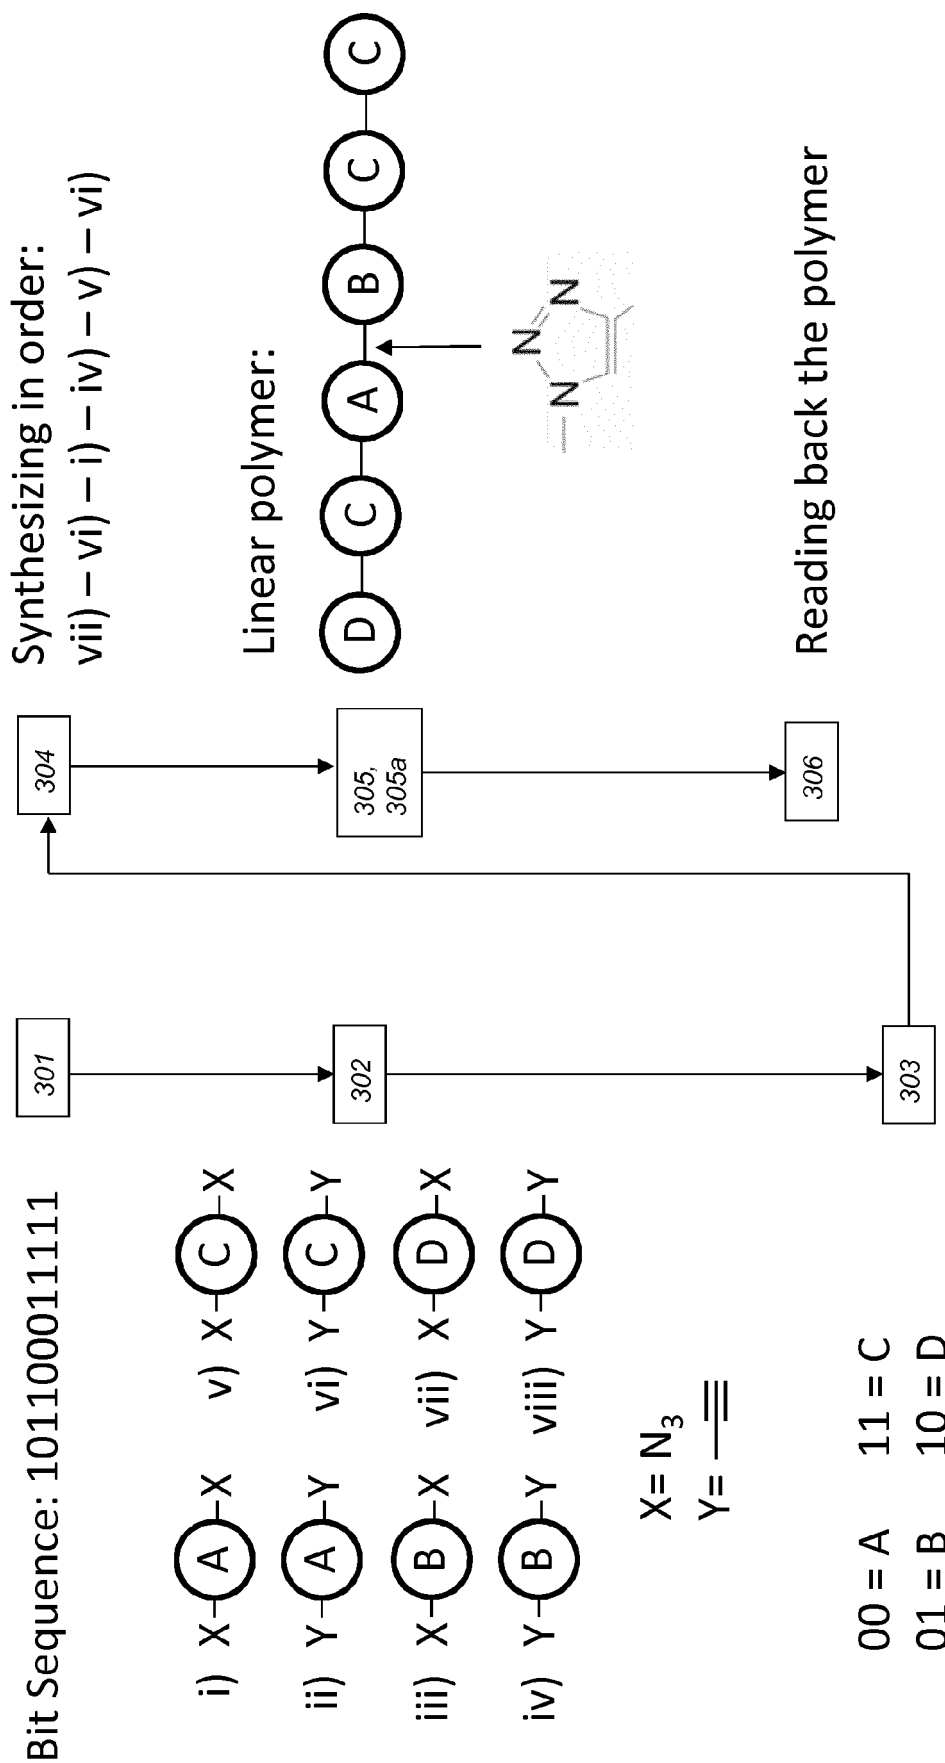 Bit Sequence: 101100011111
i) X A X
ii) Y A Y
iii) X B X
iv) Y B Y
v) X C X
vi) Y C Y
vii) X D X
viii) Y D Y
X= N₃
Y=
00 = A 11 = C
01 = B 10 = D
301
302
303
304
305,
305a
306
Synthesizing in order:
viii) – vi) – i) – iv) – v) – vi)
Linear polymer:
D C A B C C
N N N
Reading back the polymer